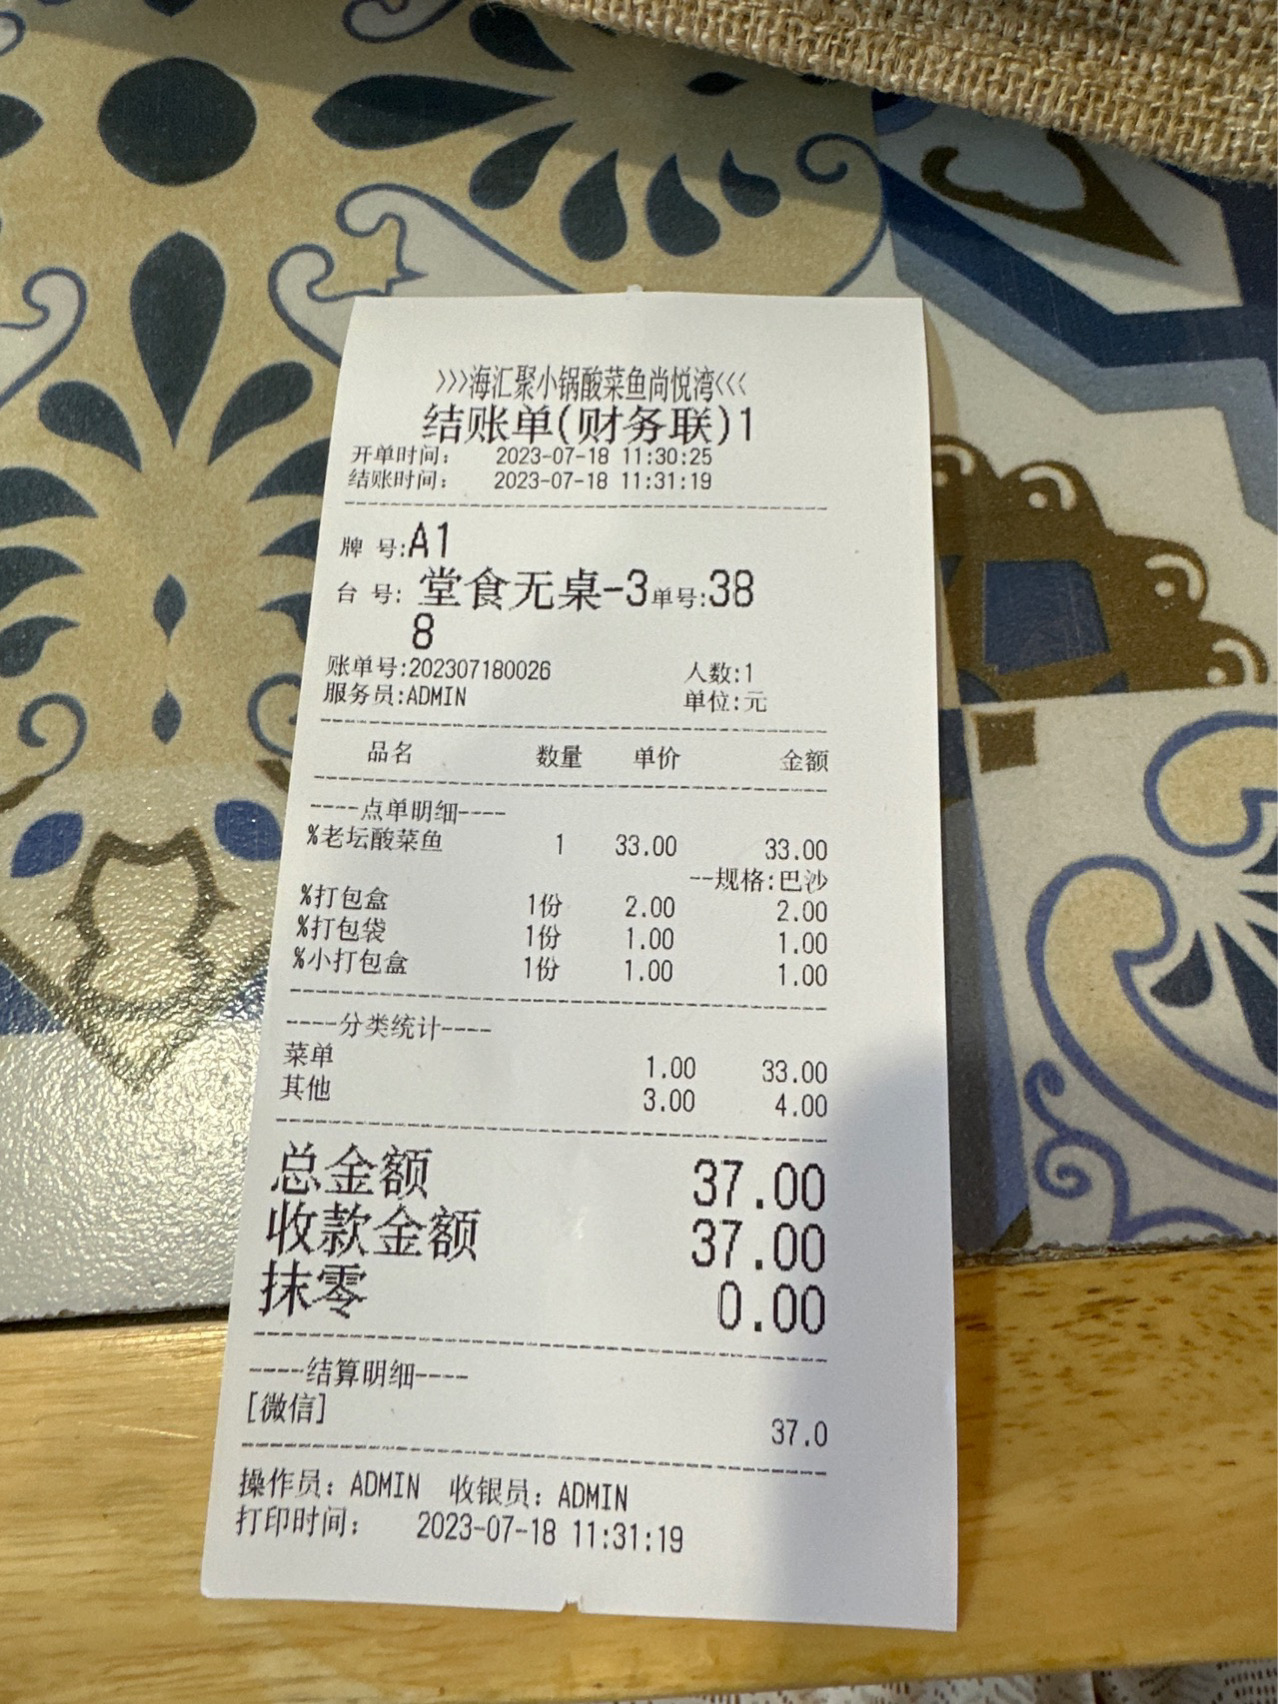 >>>海汇聚小锅酸菜鱼尚悦湾<<<
结账单(财务联)1
开单时间: 2023-07-18 11:30:25
结账时间: 2023-07-18 11:31:19
牌 号:A1
台 号: 堂食无桌-3单号:38
8
账单号:202307180026 人数:1
服务员:ADMIN 单位:元
品名 数量 单价 金额
----点单明细----
%老坛酸菜鱼 1 33.00 33.00
--规格:巴沙
%打包盒 1份 2.00 2.00
%打包袋 1份 1.00 1.00
%小打包盒 1份 1.00 1.00
----分类统计----
菜单 1.00 33.00
其他 3.00 4.00
总金额 37.00
收款金额 37.00
抹零 0.00
----结算明细----
[微信] 37.0
操作员: ADMIN 收银员: ADMIN
打印时间: 2023-07-18 11:31:19